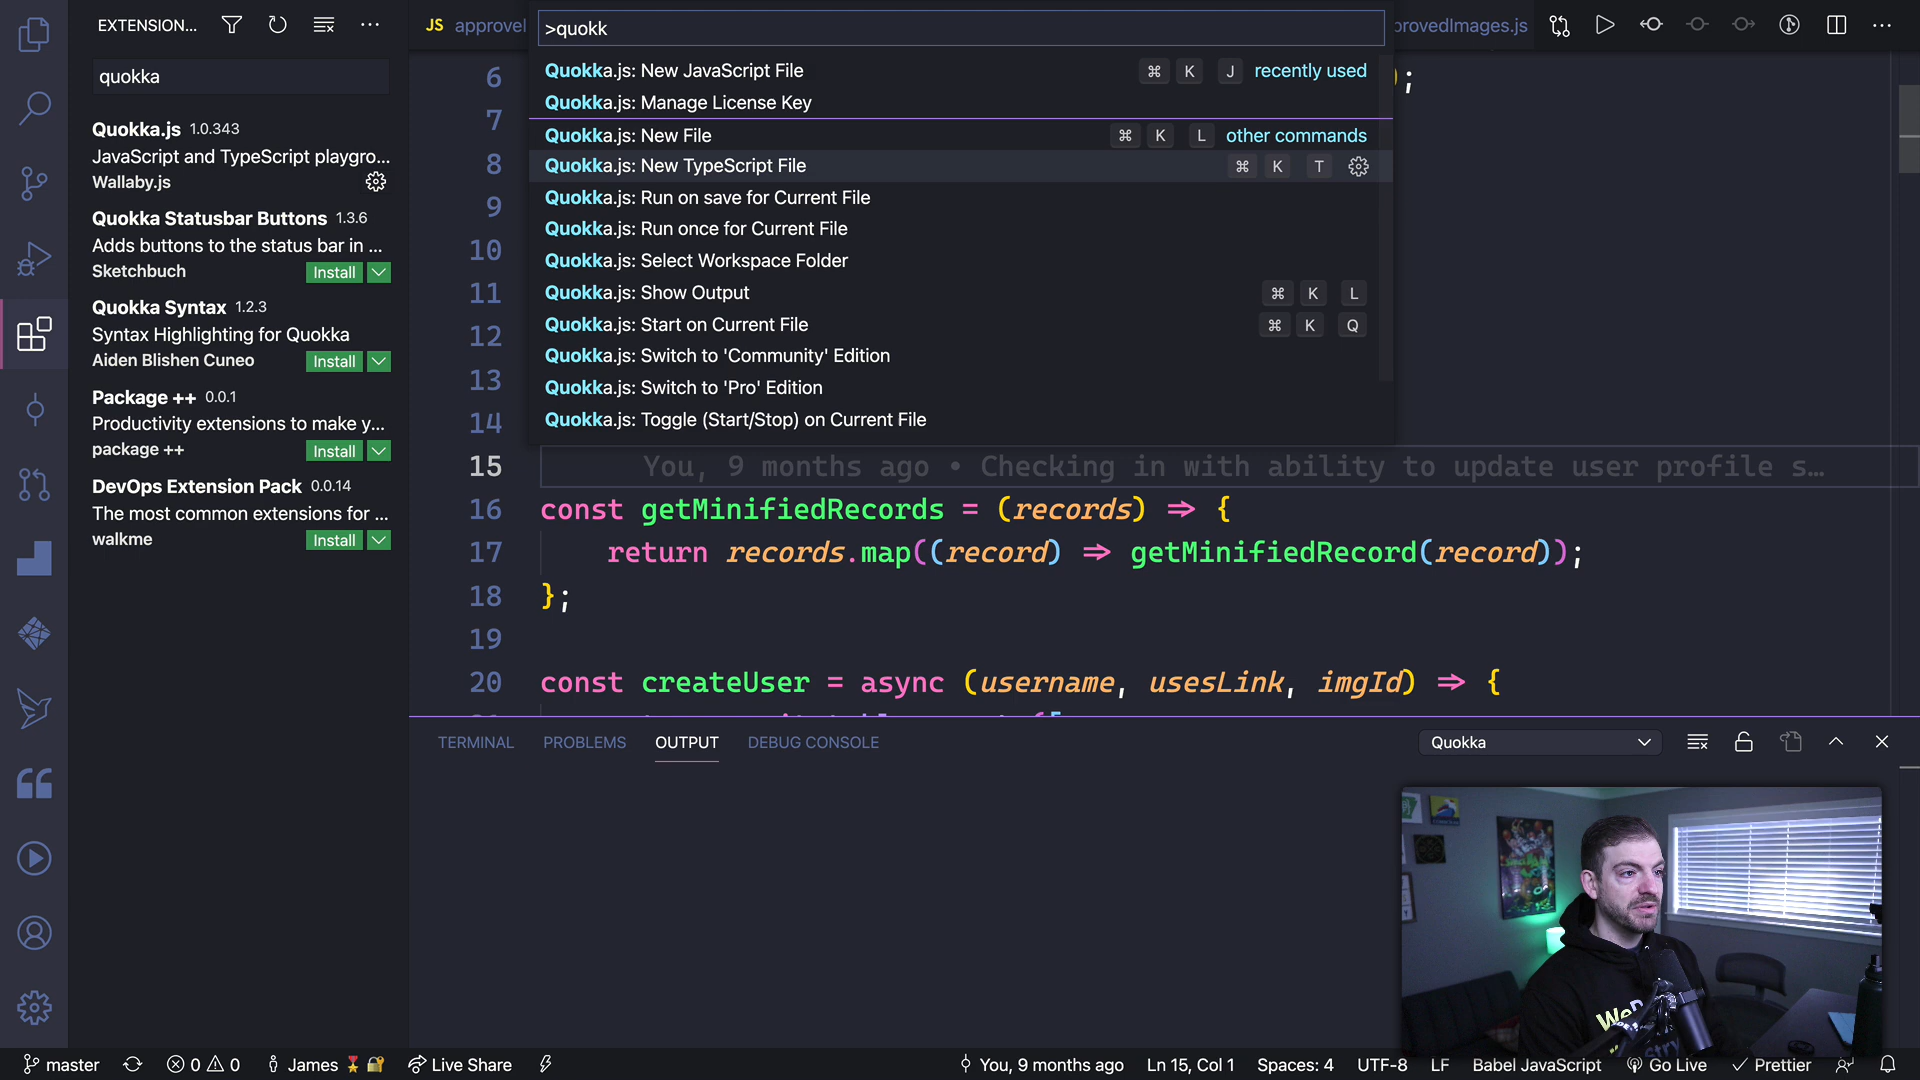 EXTENSION...
quokka
Quokka.js 1.0.343
JavaScript and TypeScript playgro...
Wallaby.js
Quokka Statusbar Buttons 1.3.6
Adds buttons to the status bar in ...
Sketchbuch
Install
Quokka Syntax 1.2.3
Syntax Highlighting for Quokka
Aiden Blishen Cuneo
Install
Package ++ 0.0.1
Productivity extensions to make y...
package ++
Install
DevOps Extension Pack 0.0.14
The most common extensions for ...
walkme
Install
JS approvel
provedImages.js
>quokk
Quokka.js: New JavaScript File ⌘ K J recently used
Quokka.js: Manage License Key
Quokka.js: New File ⌘ K L other commands
Quokka.js: New TypeScript File ⌘ K T
Quokka.js: Run on save for Current File
Quokka.js: Run once for Current File
Quokka.js: Select Workspace Folder
Quokka.js: Show Output ⌘ K L
Quokka.js: Start on Current File ⌘ K Q
Quokka.js: Switch to 'Community' Edition
Quokka.js: Switch to 'Pro' Edition
Quokka.js: Toggle (Start/Stop) on Current File
6 );
7
8
9
10
11
12
13
14
15 You, 9 months ago • Checking in with ability to update user profile s…
16 const getMinifiedRecords = (records) => {
17 return records.map((record) => getMinifiedRecord(record));
18 };
19
20 const createUser = async (username, usesLink, imgId) => {
TERMINAL PROBLEMS OUTPUT DEBUG CONSOLE Quokka
master 0 0 James Live Share You, 9 months ago Ln 15, Col 1 Spaces: 4 UTF-8 LF Babel JavaScript Go Live Prettier